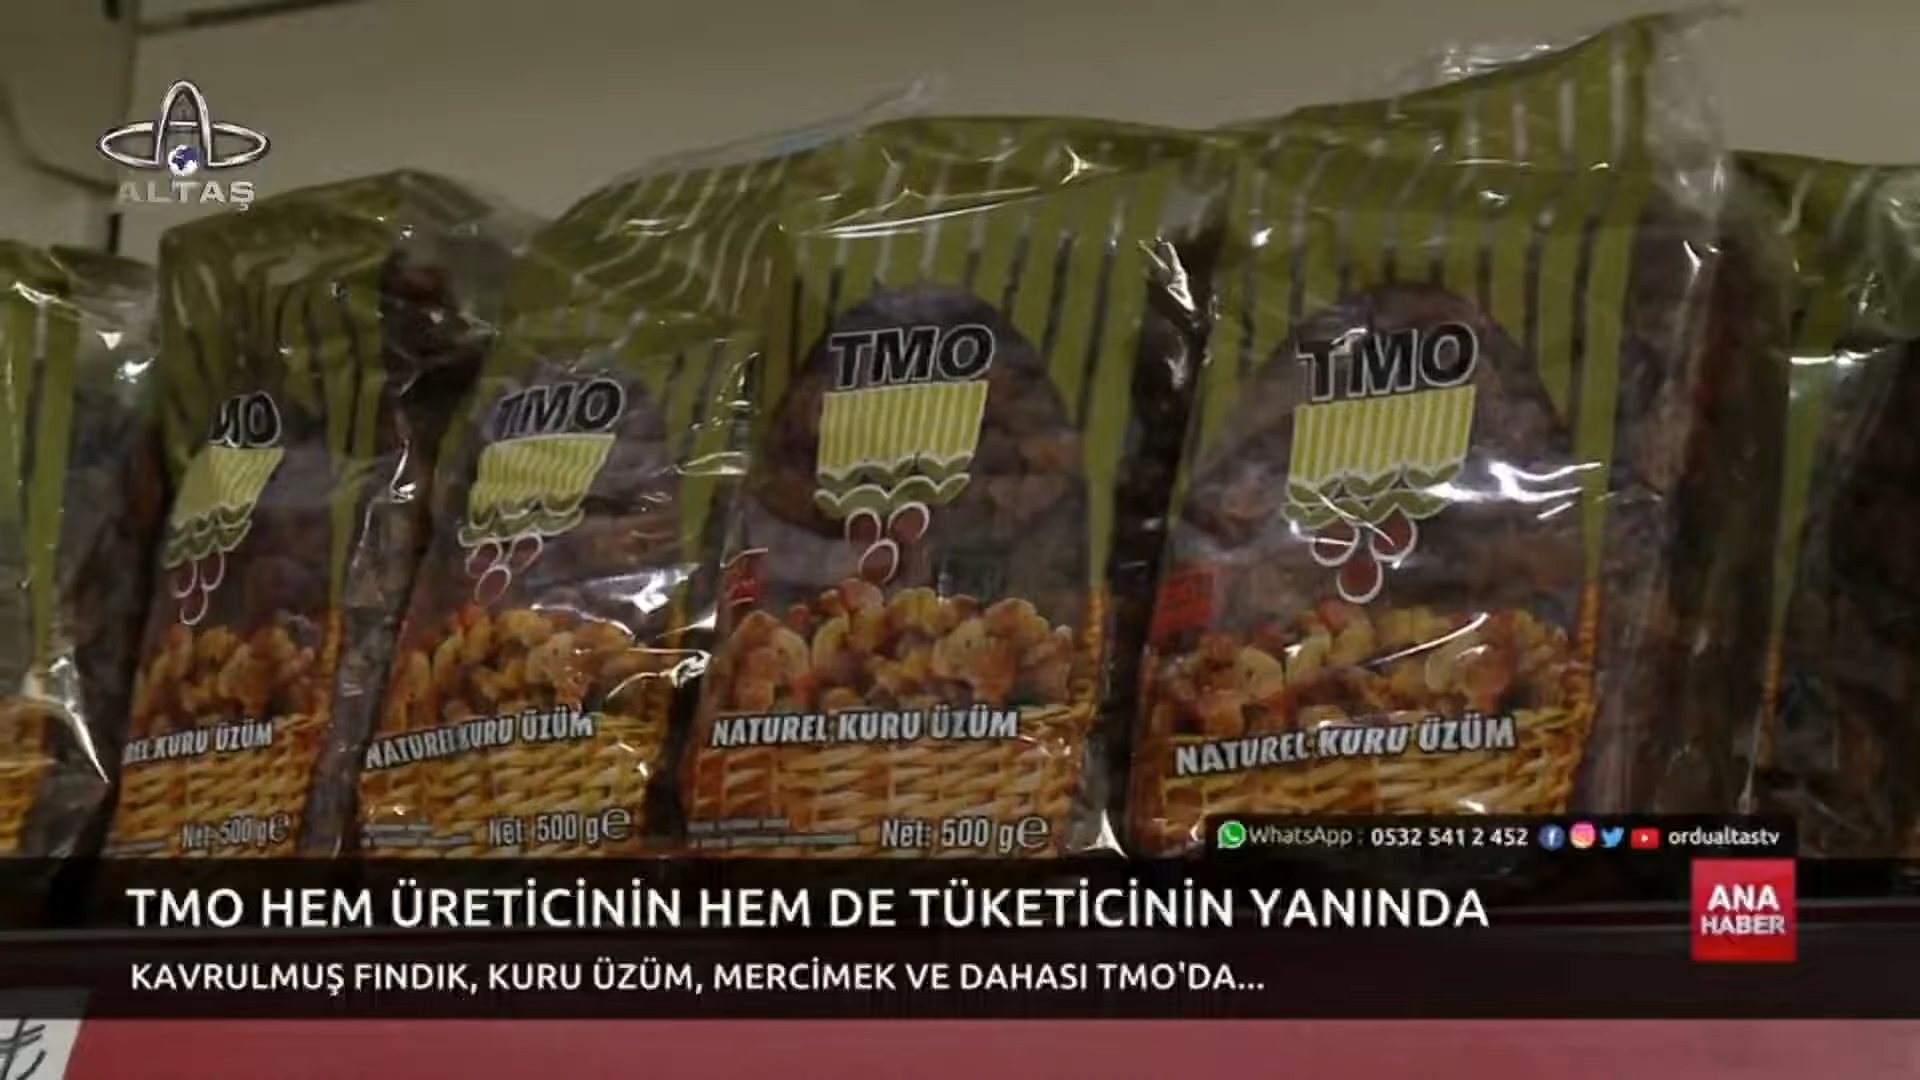 ALTAŞ
MO
TMO
TMO
TMO
REL KURU ÜZÜM
NATUREL KURU ÜZÜM
NATUREL KURU ÜZÜM
NATUREL KURU ÜZÜM
Net: 500 g e
Net: 500 g e
Net: 500 g e
WhatsApp : 0532 541 2 452 ordualtastv
TMO HEM ÜRETİCİNİN HEM DE TÜKETİCİNİN YANINDA
ANA
HABER
KAVRULMUŞ FINDIK, KURU ÜZÜM, MERCİMEK VE DAHASI TMO'DA...